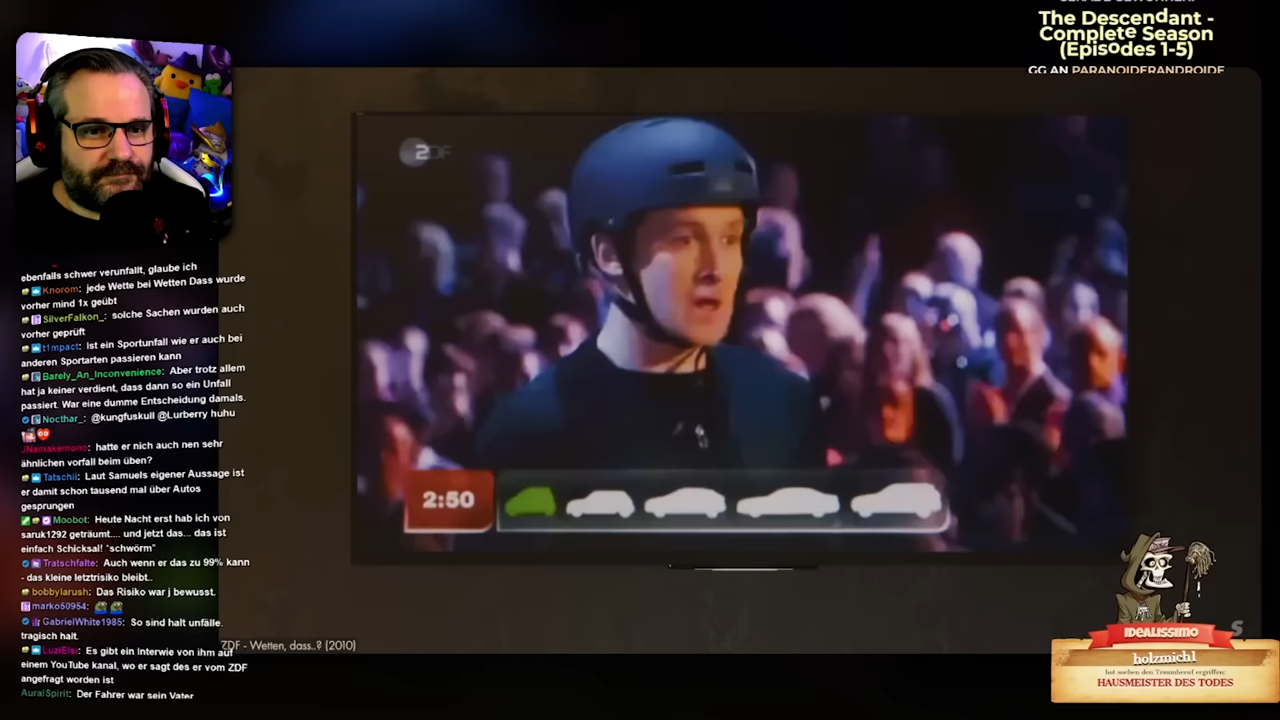 The Descendant -
Complete Season
(Episodes 1-5)
GG AN PARANOIDERANDROIDE
ZDF
ebenfalls schwer verunfallt, glaube ich
Knorom: jede Wette bei Wetten Dass wurde
vorher mind 1x geübt
SilverFalkon_: solche Sachen wurden auch
vorher geprüft
t1mpact: Ist ein Sportunfall wie er auch bei
anderen Sportarten passieren kann
Barely_An_Inconvenience: Aber trotz allem
hat ja keiner verdient, dass dann so ein Unfall
passiert. War eine dumme Entscheidung damals.
Nocthar_: @kungfuskull @Lurberry huhu
hatte er nich auch nen sehr
ähnlichen vorfall beim üben?
Tatschii: Laut Samuels eigener Aussage ist
er damit schon tausend mal über Autos
gesprungen
Moobot: Heute Nacht erst hab ich von
saruk1292 geträumt.... und jetzt das... das ist
einfach Schicksal! *schwörm*
Tratschfalte: Auch wenn er das zu 99% kann
- das kleine letztrisiko bleibt..
bobbylarush: Das Risiko war j bewusst.
marko50954:
GabrielWhite1985: So sind halt unfälle.
tragisch halt.
LuziElsi: Es gibt ein Interwie von ihm auf
einem YouTube kanal, wo er sagt des er vom ZDF
angefragt worden ist
AuralSpirit: Der Fahrer war sein Vater
2:50
ZDF - Wetten, dass..? (2010)
IDEALISSIMO
holzmichl
hat soeben den Traumberuf ergriffen:
HAUSMEISTER DES TODES